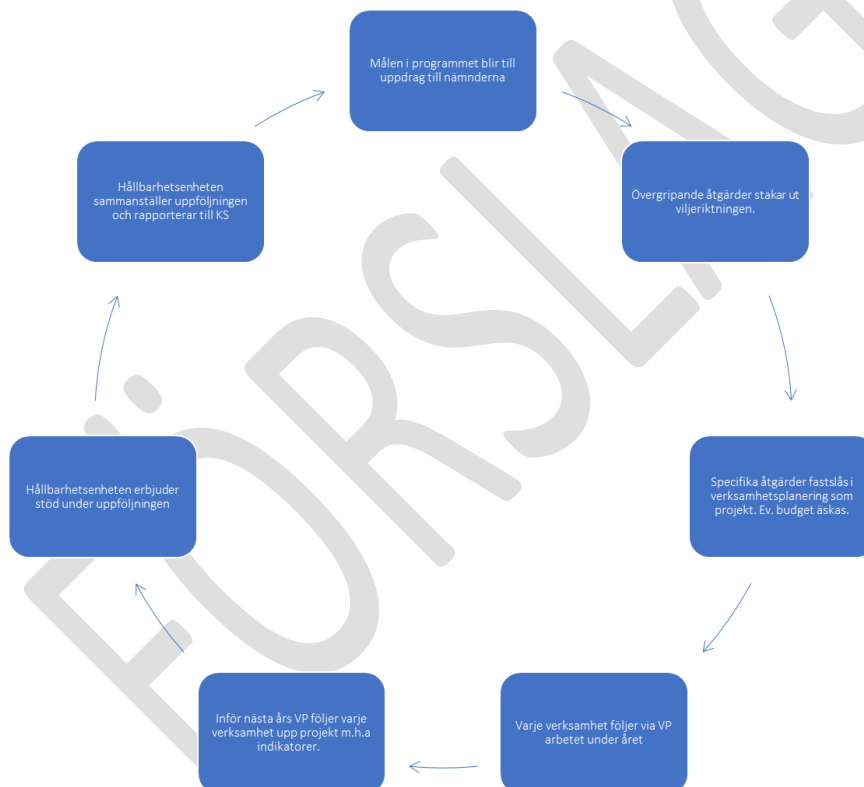 Målen i programmet blir till
uppdrag till nämnderna
Övergripande åtgärder stakar ut
viljeriktningen.
Specifika åtgärder fastslås i
verksamhetsplanering som
projekt. Ev. budget äskas.
Varje verksamhet följer via VP
arbetet under året
Inför nästa års VP följer varje
verksamhet upp projekt m.h.a
indikatorer.
Hållbarhetsenheten erbjuder
stöd under uppföljningen
Hållbarhetsenheten
sammanställer uppföljningen
och rapporterar till KS
FÖRSLAG